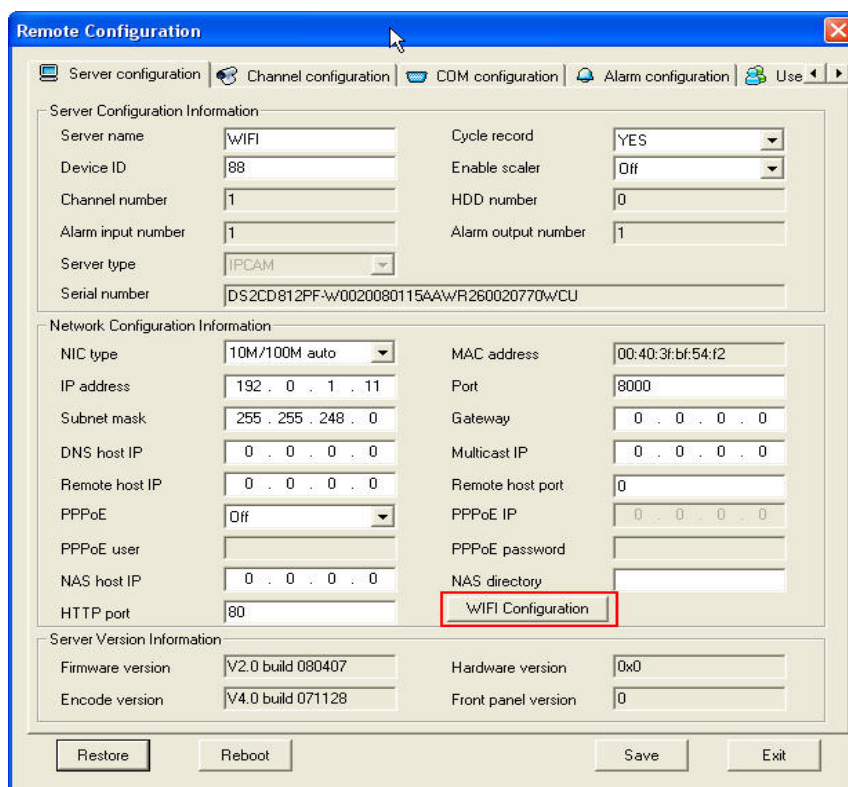 Remote Configuration
Server configuration Channel configuration COM configuration Alarm configuration Use
Server Configuration Information
Server name WIFI Cycle record YES
Device ID 88 Enable scaler Off
Channel number 1 HDD number 0
Alarm input number 1 Alarm output number 1
Server type IPCAM
Serial number DS2CD812PF-W0020080115AAWR260020770WCU
Network Configuration Information
NIC type 10M/100M auto MAC address 00:40:3f:bf:54:f2
IP address 192 . 0 . 1 . 11 Port 8000
Subnet mask 255 . 255 . 248 . 0 Gateway 0 . 0 . 0 . 0
DNS host IP 0 . 0 . 0 . 0 Multicast IP 0 . 0 . 0 . 0
Remote host IP 0 . 0 . 0 . 0 Remote host port 0
PPPoE Off PPPoE IP 0 . 0 . 0 . 0
PPPoE user PPPoE password
NAS host IP 0 . 0 . 0 . 0 NAS directory
HTTP port 80 WIFI Configuration
Server Version Information
Firmware version V2.0 build 080407 Hardware version 0x0
Encode version V4.0 build 071128 Front panel version 0
Restore Reboot Save Exit